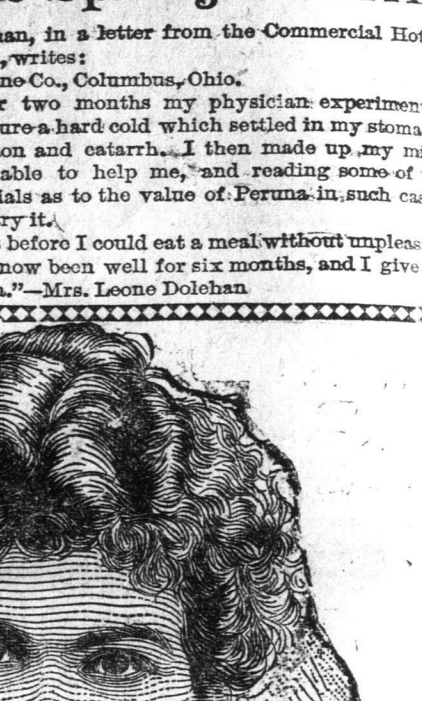 an, in a letter from the Commercial Hot
, writes:
ne Co., Columbus, Ohio.
r two months my physician experimen
ure a hard cold which settled in my stoma
on and catarrh. I then made up my mi
able to help me, and reading some of
ials as to the value of Peruna in such cas
ry it.
before I could eat a meal without unpleas
now been well for six months, and I give
."—Mrs. Leone Dolehan